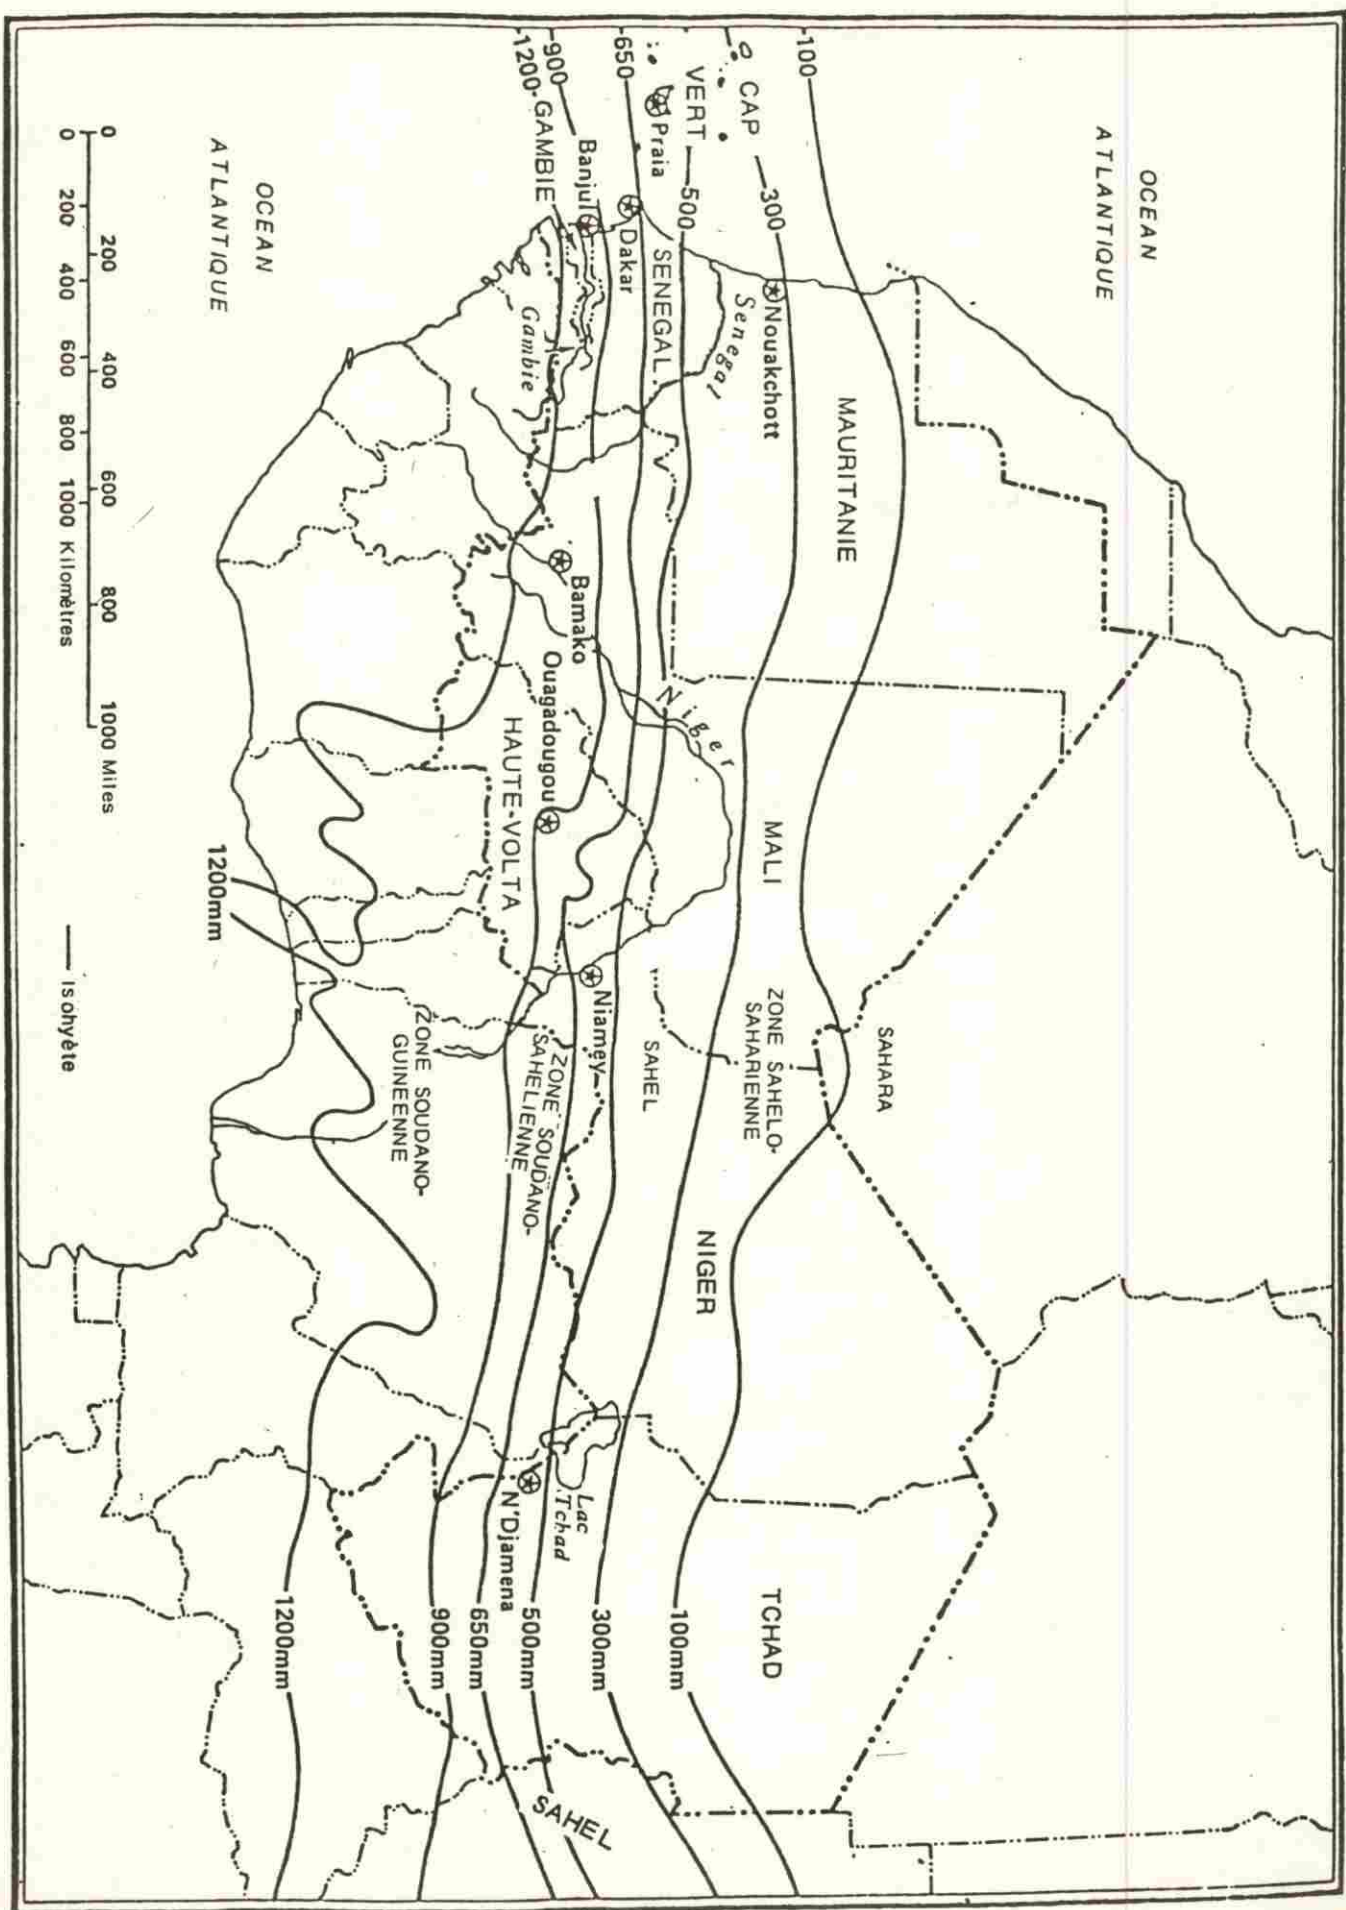 OCEAN
ATLANTIQUE
-100
CAP
VERT
-300
-500
-650
-900
-1200
Praia
GAMBIE
Banjul
Dakar
SENEGAL
Senegal
Nouakchott
Gambie
MAURITANIE
Bamako
Niger
Ouagadougou
HAUTE-VOLTA
MALI
Niamey
SAHARA
ZONE SAHELO-
SAHARIENNE
SAHEL
ZONE SOUDANO-
SAHELIENNE
ZONE SOUDANO-
GUINEENNE
NIGER
Lac
Tchad
N'Djamena
TCHAD
100mm
300mm
500mm
650mm
900mm
1200mm
SAHEL
1200mm
OCEAN
ATLANTIQUE
0 200 400 600 800 1000 Miles
0 200 400 600 800 1000 Kilomètres
Isohyète